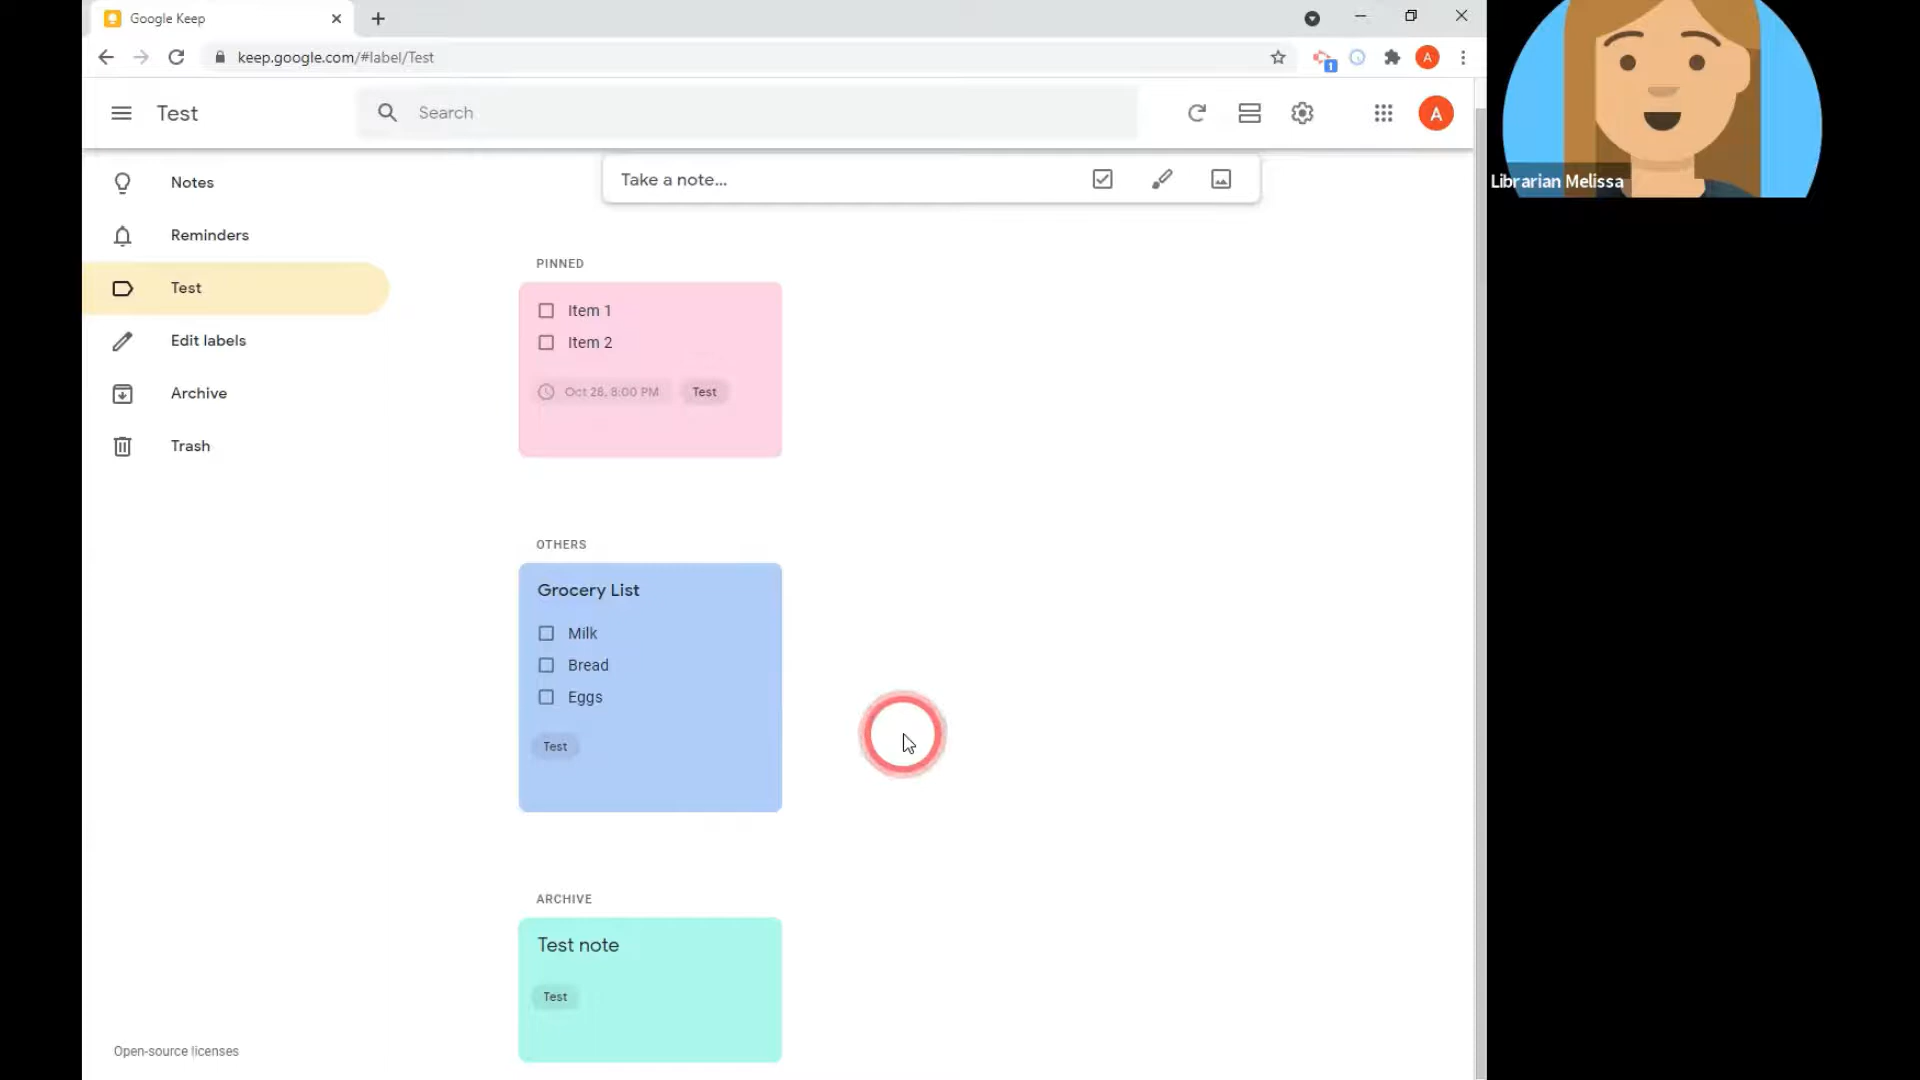 Google Keep
keep.google.com/#label/Test
1
A
Test
Search
A
Librarian Melissa
Notes
Reminders
Test
Edit labels
Archive
Trash
Open-source licenses
Take a note...
PINNED
Item 1
Item 2
Oct 28, 8:00 PM
Test
OTHERS
Grocery List
Milk
Bread
Eggs
Test
ARCHIVE
Test note
Test